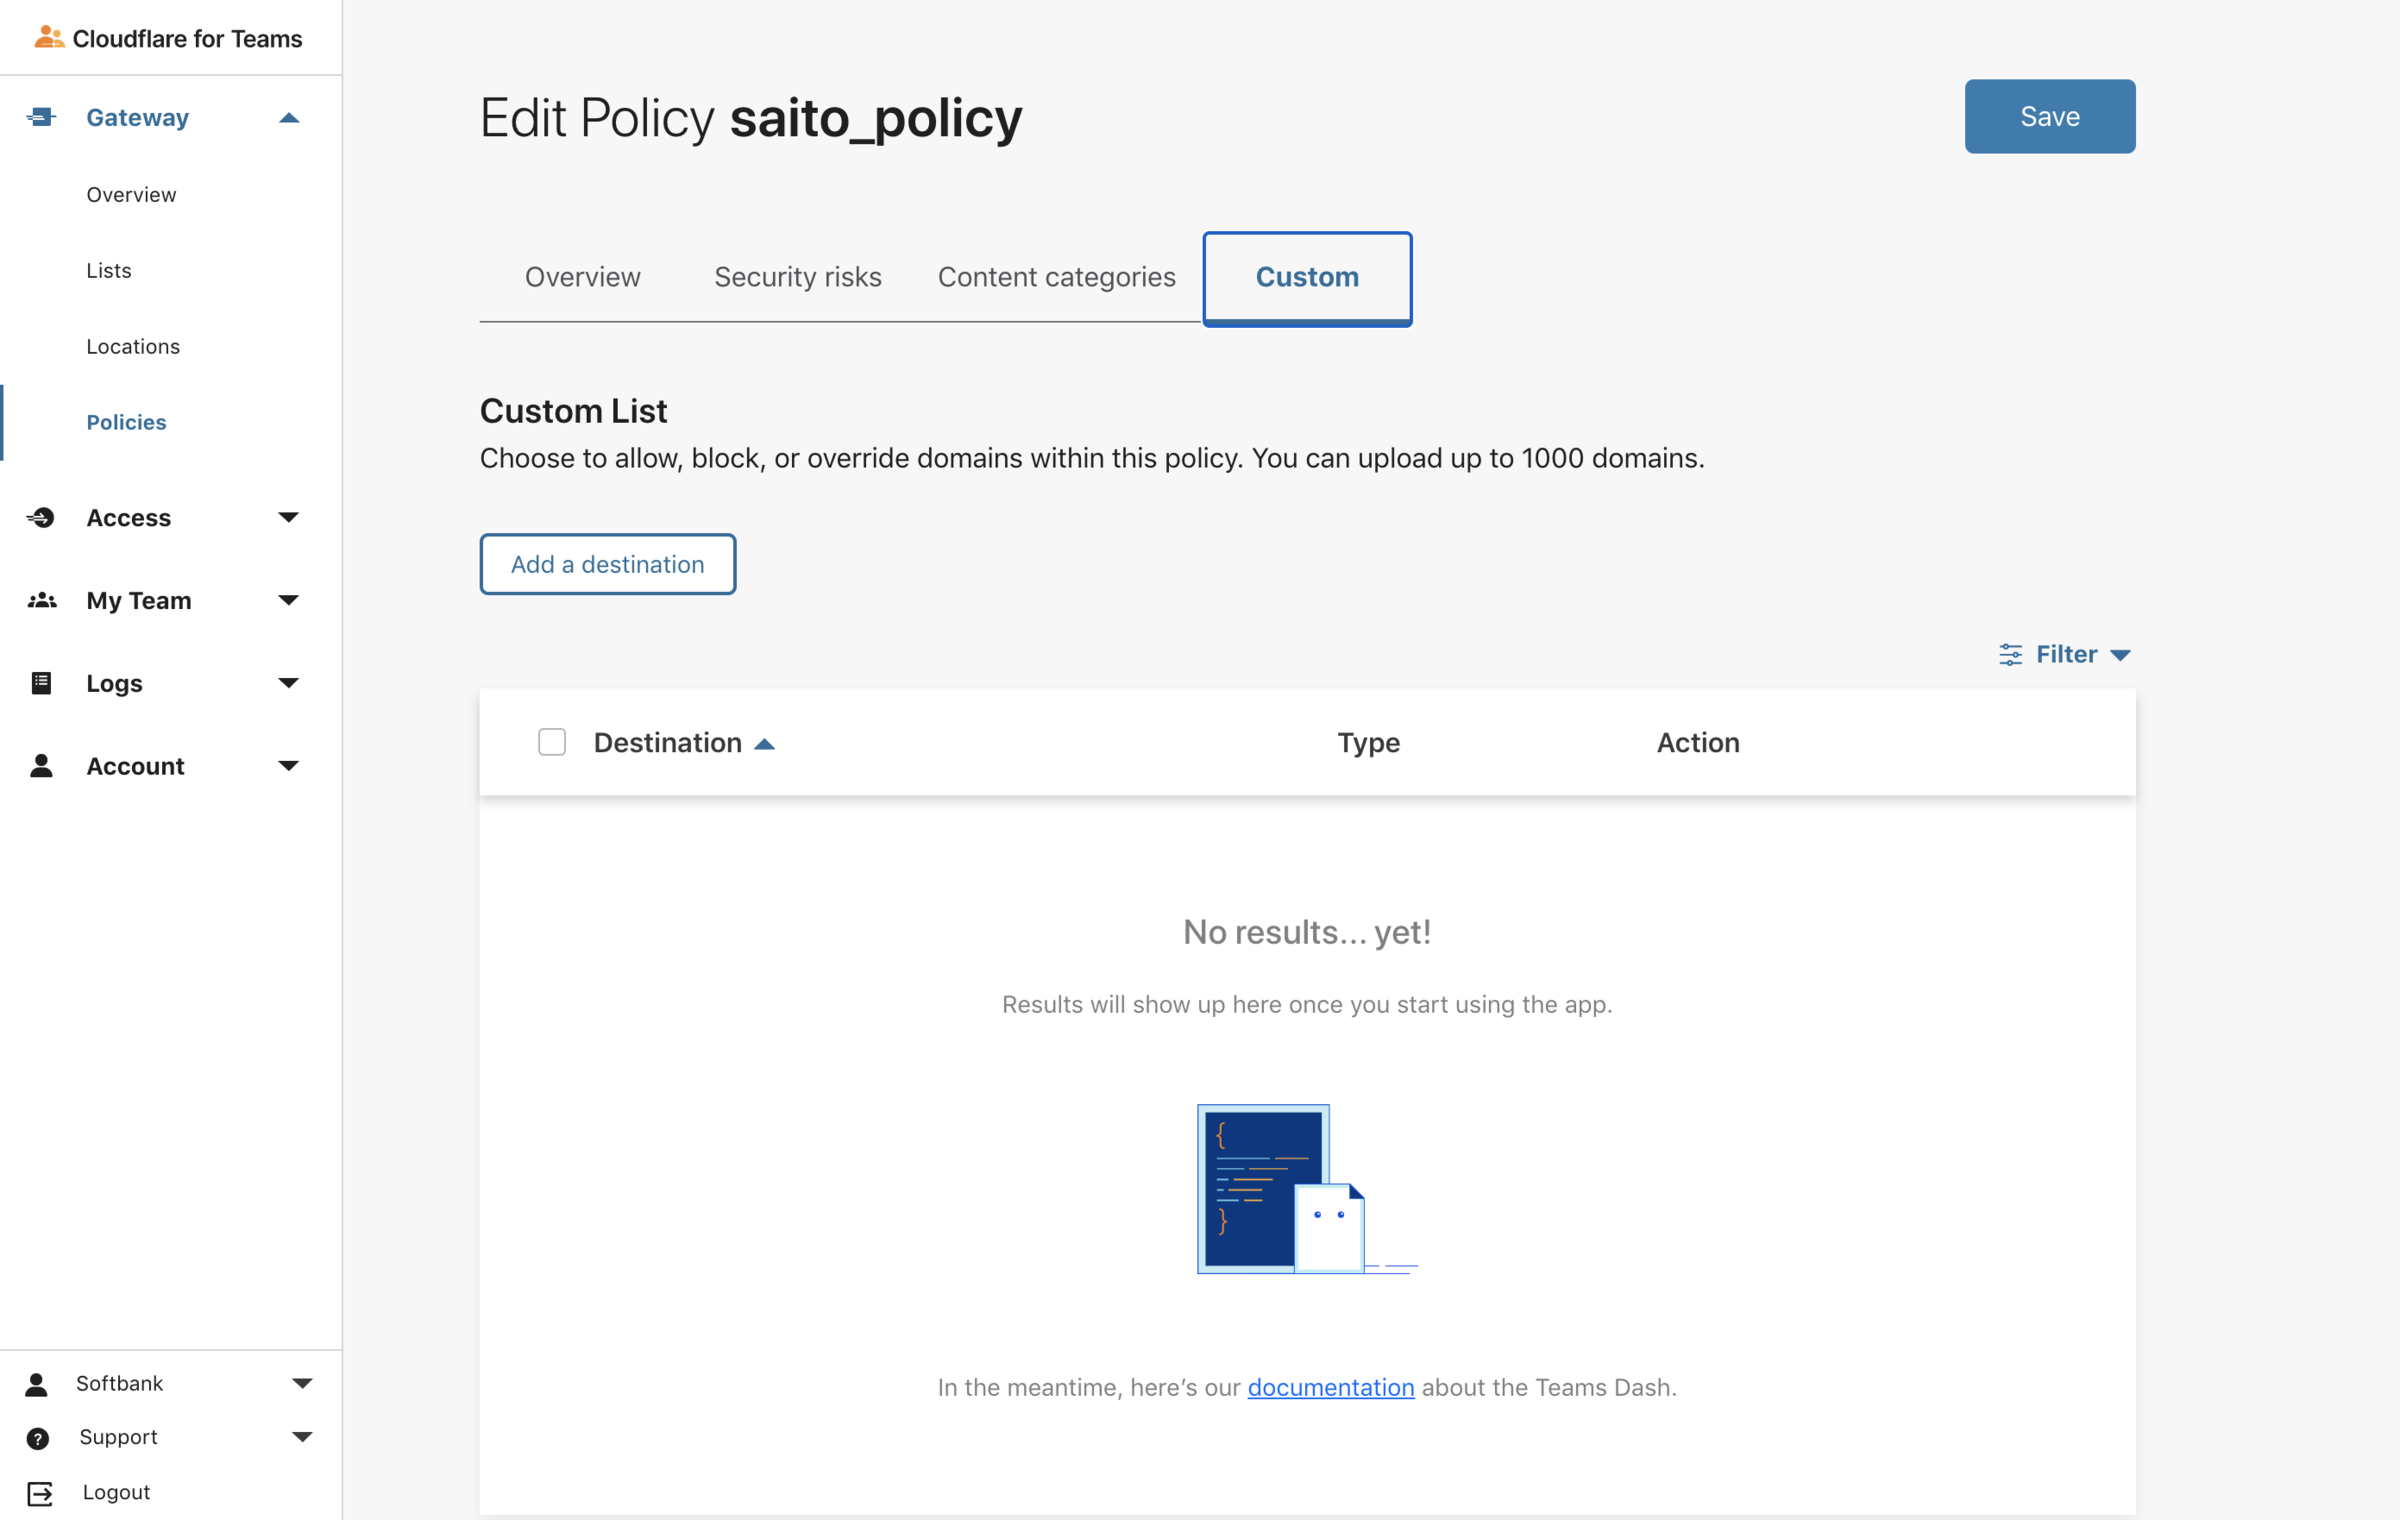 Cloudflare for Teams
Gateway
Overview
Lists
Locations
Policies
Access
My Team
Logs
Account
Softbank
Support
Logout
Edit Policy saito_policy
Save
Overview
Security risks
Content categories
Custom
Custom List
Choose to allow, block, or override domains within this policy. You can upload up to 1000 domains.
Add a destination
Filter
Destination
Type
Action
No results... yet!
Results will show up here once you start using the app.
{
}
In the meantime, here’s our documentation about the Teams Dash.